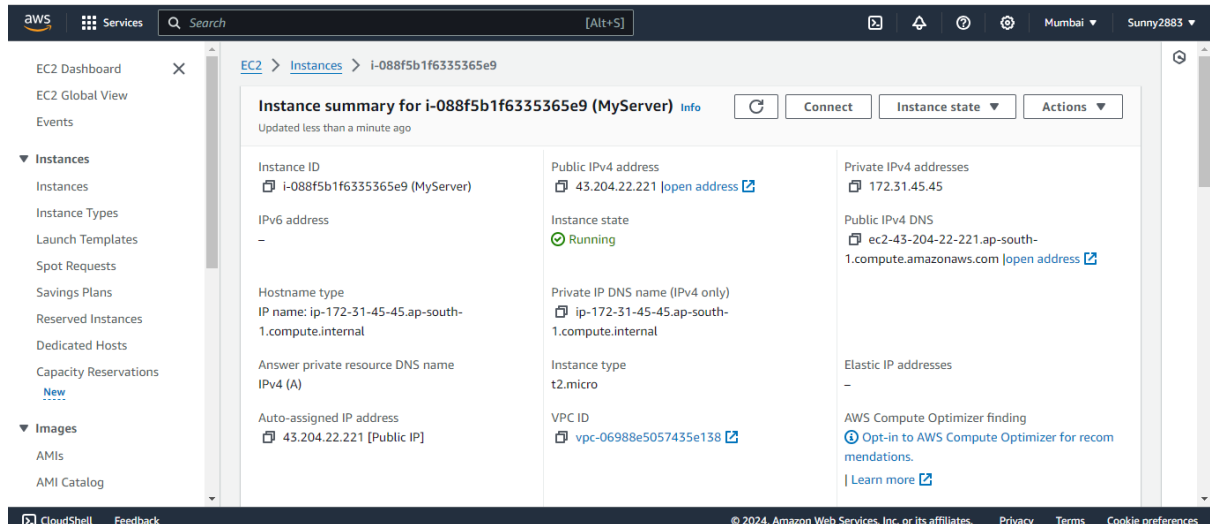 aws Services Search [Alt+S] Mumbai Sunny2883
EC2 Dashboard
EC2 Global View
Events
Instances
Instances
Instance Types
Launch Templates
Spot Requests
Savings Plans
Reserved Instances
Dedicated Hosts
Capacity Reservations
New
Images
AMIs
AMI Catalog
EC2 > Instances > i-088f5b1f6335365e9
Instance summary for i-088f5b1f6335365e9 (MyServer) Info
Updated less than a minute ago
Connect Instance state Actions
Instance ID
i-088f5b1f6335365e9 (MyServer)
Public IPv4 address
43.204.22.221 |open address
Private IPv4 addresses
172.31.45.45
IPv6 address
–
Instance state
Running
Public IPv4 DNS
ec2-43-204-22-221.ap-south-
1.compute.amazonaws.com |open address
Hostname type
IP name: ip-172-31-45-45.ap-south-
1.compute.internal
Private IP DNS name (IPv4 only)
ip-172-31-45-45.ap-south-
1.compute.internal
Answer private resource DNS name
IPv4 (A)
Instance type
t2.micro
Elastic IP addresses
–
Auto-assigned IP address
43.204.22.221 [Public IP]
VPC ID
vpc-06988e5057435e138
AWS Compute Optimizer finding
Opt-in to AWS Compute Optimizer for recom
mendations.
| Learn more
CloudShell Feedback © 2024, Amazon Web Services, Inc. or its affiliates. Privacy Terms Cookie preferences